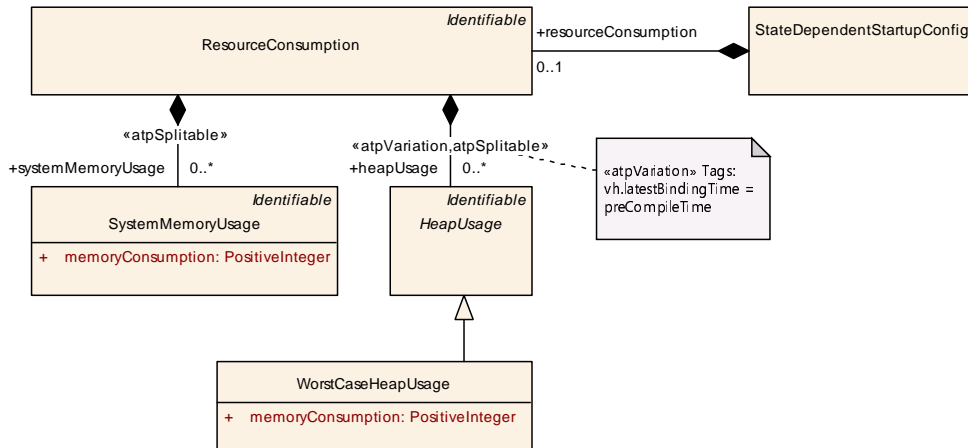 Identifiable
ResourceConsumption
+resourceConsumption
0..1
StateDependentStartupConfig
«atpSplitable»
+systemMemoryUsage
0..*
«atpVariation,atpSplitable»
+heapUsage
0..*
«atpVariation» Tags:
vh.latestBindingTime =
preCompileTime
Identifiable
SystemMemoryUsage
+ memoryConsumption: PositiveInteger
Identifiable
HeapUsage
WorstCaseHeapUsage
+ memoryConsumption: PositiveInteger